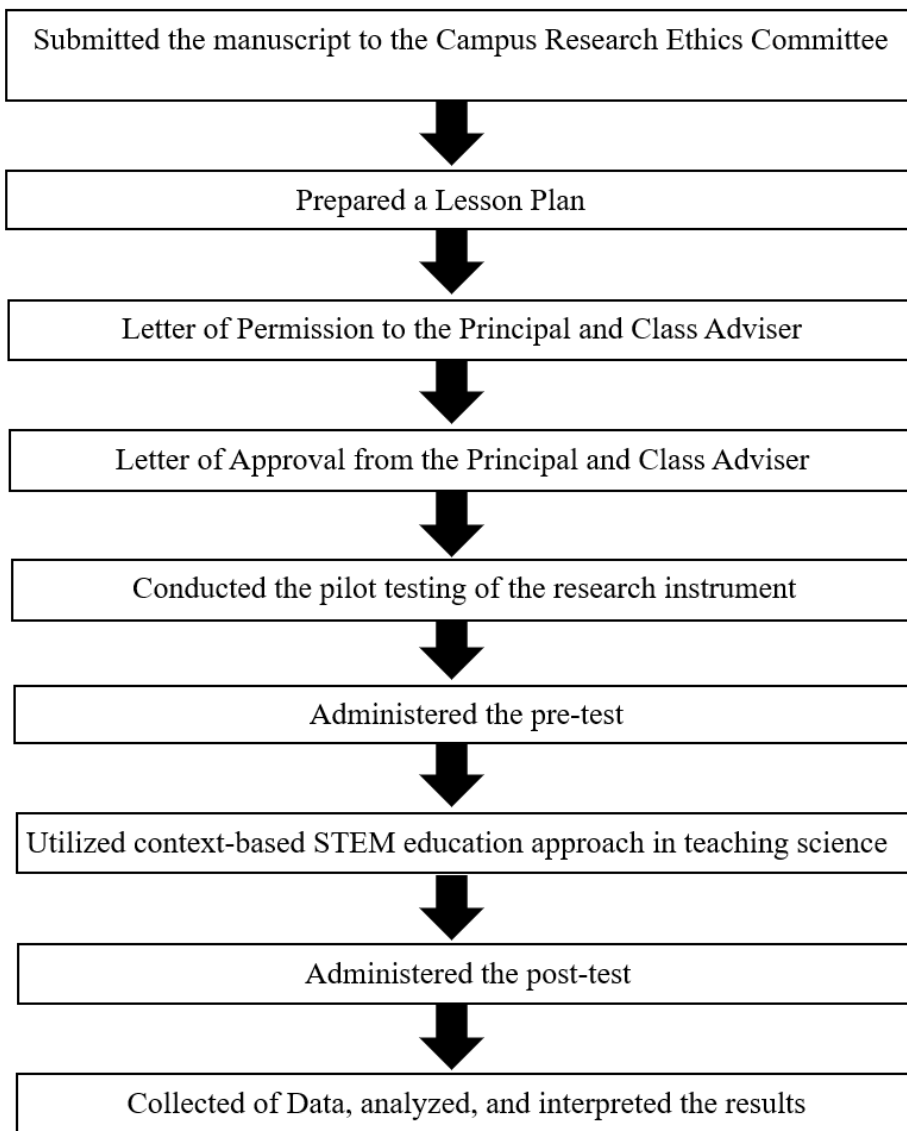 Submitted the manuscript to the Campus Research Ethics Committee
Prepared a Lesson Plan
Letter of Permission to the Principal and Class Adviser
Letter of Approval from the Principal and Class Adviser
Conducted the pilot testing of the research instrument
Administered the pre-test
Utilized context-based STEM education approach in teaching science
Administered the post-test
Collected of Data, analyzed, and interpreted the results